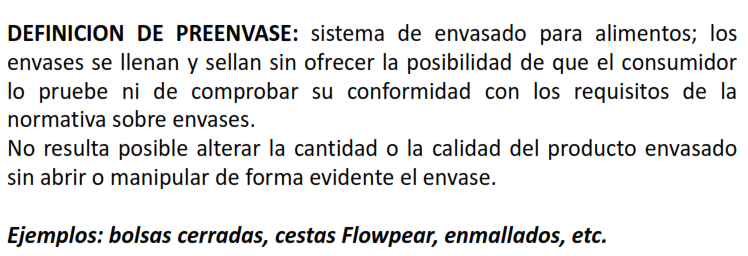 DEFINICION DE PREENVASE: sistema de envasado para alimentos; los
envases se llenan y sellan sin ofrecer la posibilidad de que el consumidor
lo pruebe ni de comprobar su conformidad con los requisitos de la
normativa sobre envases.
No resulta posible alterar la cantidad o la calidad del producto envasado
sin abrir o manipular de forma evidente el envase.
Ejemplos: bolsas cerradas, cestas Flowpear, enmallados, etc.